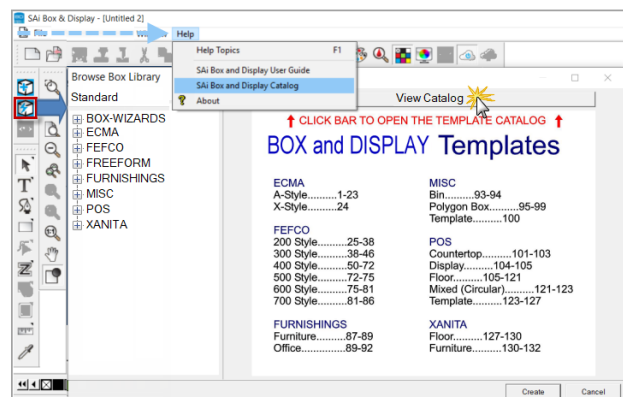 SAi Box & Display - [Untitled 2]
File Window Help
Help Topics F1
SAi Box and Display User Guide
SAi Box and Display Catalog
About
Browse Box Library
Standard
BOX-WIZARDS
ECMA
FEFCO
FREEFORM
FURNISHINGS
MISC
POS
XANITA
View Catalog
CLICK BAR TO OPEN THE TEMPLATE CATALOG
BOX and DISPLAY Templates
ECMA
A-Style..........1-23
X-Style..........24
FEFCO
200 Style..........25-38
300 Style..........38-46
400 Style..........50-72
500 Style..........72-75
600 Style..........75-81
700 Style..........81-86
FURNISHINGS
Furniture..........87-89
Office...............89-92
MISC
Bin..........93-94
Polygon Box..........95-99
Template..........100
POS
Countertop..........101-103
Display..........104-105
Floor..........105-121
Mixed (Circular)..........121-123
Template..........123-127
XANITA
Floor..........127-130
Furniture..........130-132
Create Cancel